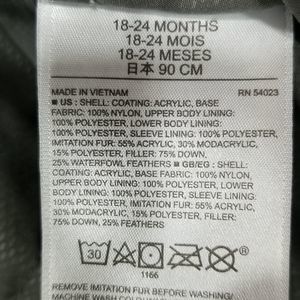 18-24 MONTHS
18-24 MOIS
18-24 MESES
日本 90 CM
MADE IN VIETNAM RN 54023
■ US : SHELL: COATING: ACRYLIC, BASE
FABRIC: 100% NYLON, UPPER BODY LINING:
100% POLYESTER, LOWER BODY LINING:
100% POLYESTER, SLEEVE LINING: 100% POLYESTER,
IMITATION FUR: 55% ACRYLIC, 30% MODACRYLIC,
15% POLYESTER, FILLER: 75% DOWN,
25% WATERFOWL FEATHERS ■ GB/EG : SHELL:
COATING: ACRYLIC, BASE FABRIC: 100% NYLON,
UPPER BODY LINING: 100% POLYESTER,
LOWER BODY LINING: 100% POLYESTER,
SLEEVE LINING: 100% POLYESTER,
IMITATION FUR: 55% ACRYLIC,
30% MODACRYLIC, 15% POLYESTER, FILLER:
75% DOWN, 25% FEATHERS
30
1166
IMITATION FUR BEFORE WASHING/
MACHINE WASH COLD